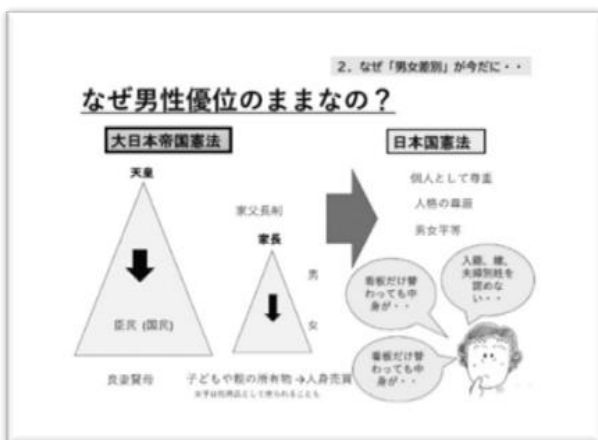 2．なぜ「男女差別」が今だに・・
なぜ男性優位のままなの？
大日本帝国憲法
天皇
臣民 (国民)
良妻賢母
家父長制
家長
男
女
子どもや親の所有物→人身売買
日本国憲法
個人として尊重
人格の尊厳
男女平等
看板だけ替
わっても中
身が・・
入籍、嫁、
夫婦別姓を
認めな
い・・
看板だけ替
わっても中
身が・・